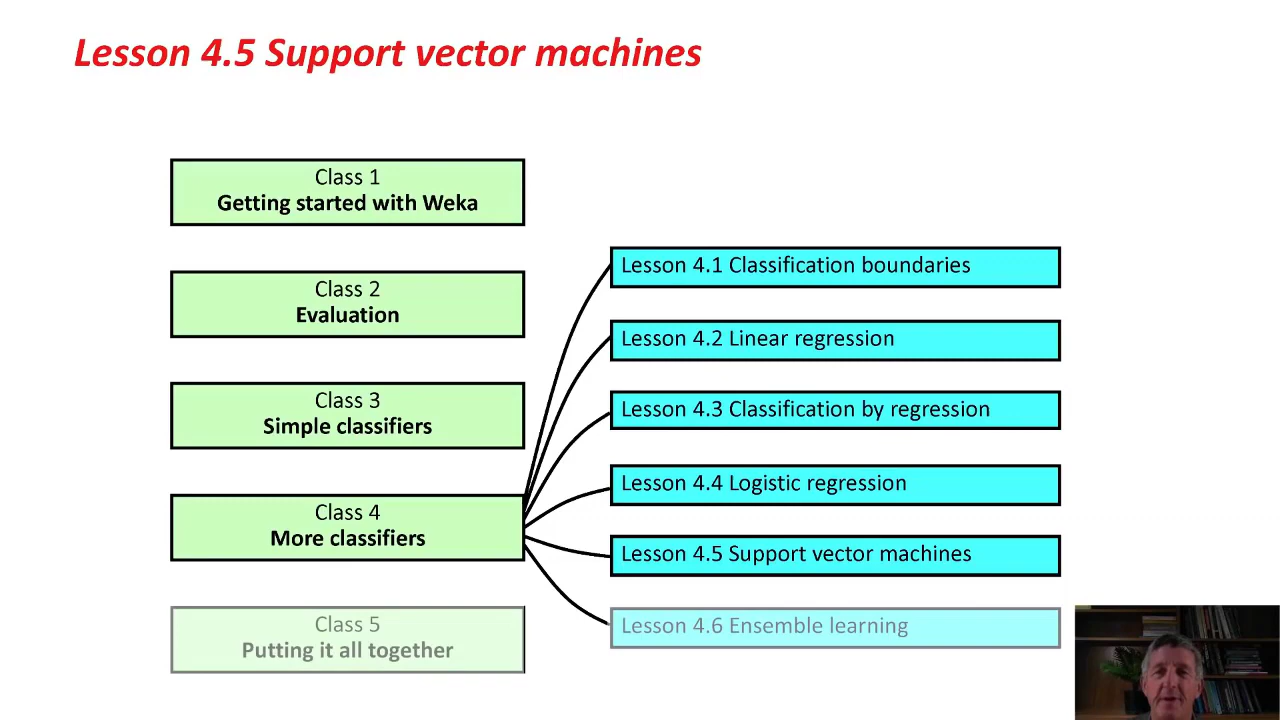 Lesson 4.5 Support vector machines
Class 1
Getting started with Weka
Class 2
Evaluation
Class 3
Simple classifiers
Class 4
More classifiers
Class 5
Putting it all together
Lesson 4.1 Classification boundaries
Lesson 4.2 Linear regression
Lesson 4.3 Classification by regression
Lesson 4.4 Logistic regression
Lesson 4.5 Support vector machines
Lesson 4.6 Ensemble learning